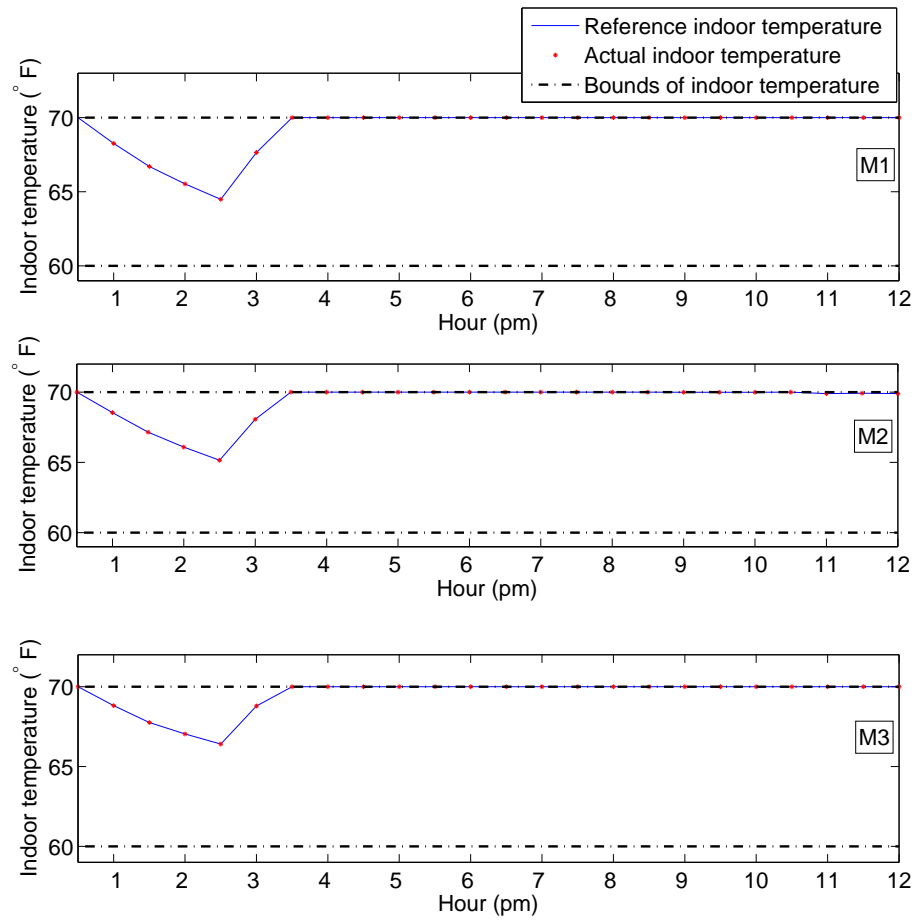 Reference indoor temperature
Actual indoor temperature
Bounds of indoor temperature
Indoor temperature (° F)
70
65
60
M1
1 2 3 4 5 6 7 8 9 10 11 12
Hour (pm)
Indoor temperature (° F)
70
65
60
M2
1 2 3 4 5 6 7 8 9 10 11 12
Hour (pm)
Indoor temperature (° F)
70
65
60
M3
1 2 3 4 5 6 7 8 9 10 11 12
Hour (pm)